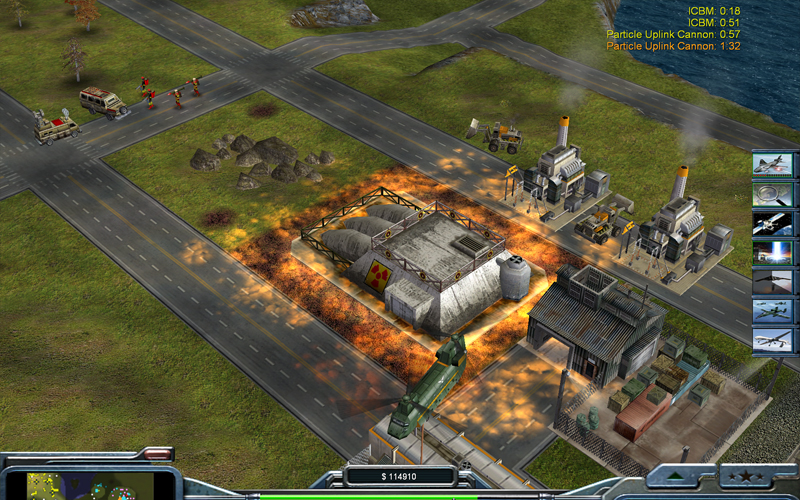 ICBM: 0:18
ICBM: 0:51
Particle Uplink Cannon: 0:57
Particle Uplink Cannon: 1:32
$ 114910